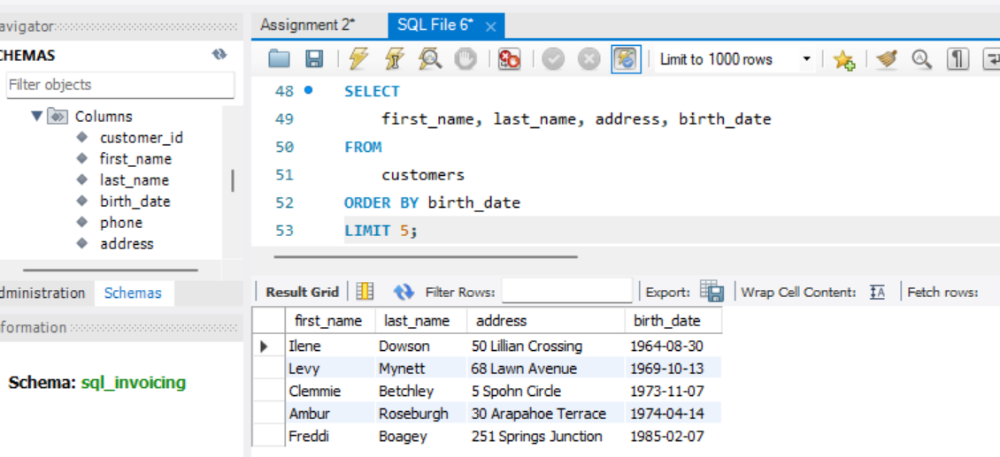 avigator
Assignment 2*
SQL File 6*
CHEMAS
Filter objects
Columns
customer_id
first_name
last_name
birth_date
phone
address
dministration Schemas
formation
Schema: sql_invoicing
Limit to 1000 rows
48 SELECT
49 first_name, last_name, address, birth_date
50 FROM
51 customers
52 ORDER BY birth_date
53 LIMIT 5;
Result Grid Filter Rows: Export: Wrap Cell Content: IA Fetch rows:
first_name last_name address birth_date
Ilene Dowson 50 Lillian Crossing 1964-08-30
Levy Mynett 68 Lawn Avenue 1969-10-13
Clemmie Betchley 5 Spohn Circle 1973-11-07
Ambur Roseburgh 30 Arapahoe Terrace 1974-04-14
Freddi Boagey 251 Springs Junction 1985-02-07